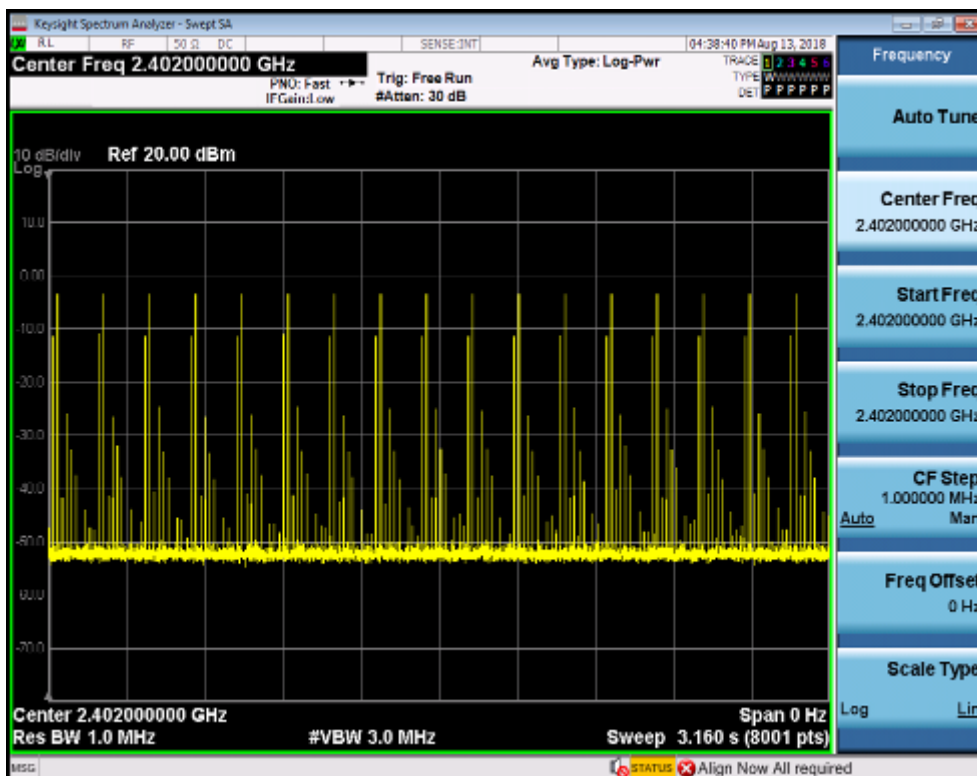 Keysight Spectrum Analyzer - Swept SA
RL RF 50 Ω DC SENSE:INT 04:38:40 PM Aug 13, 2018
Center Freq 2.402000000 GHz
PNO: Fast
IFGain:Low
Trig: Free Run
#Atten: 30 dB
Avg Type: Log-Pwr
TRACE 1 2 3 4 5 6
TYPE WWWWWW
DET P P P P P P
10 dB/div Ref 20.00 dBm
Log
10.0
0.00
-10.0
-20.0
-30.0
-40.0
-50.0
-60.0
-70.0
Center 2.402000000 GHz Span 0 Hz
Res BW 1.0 MHz #VBW 3.0 MHz Sweep 3.160 s (8001 pts)
MSG STATUS Align Now All required
Frequency
Auto Tune
Center Freq
2.402000000 GHz
Start Freq
2.402000000 GHz
Stop Freq
2.402000000 GHz
CF Step
1.000000 MHz
Auto Man
Freq Offset
0 Hz
Scale Type
Log Lin